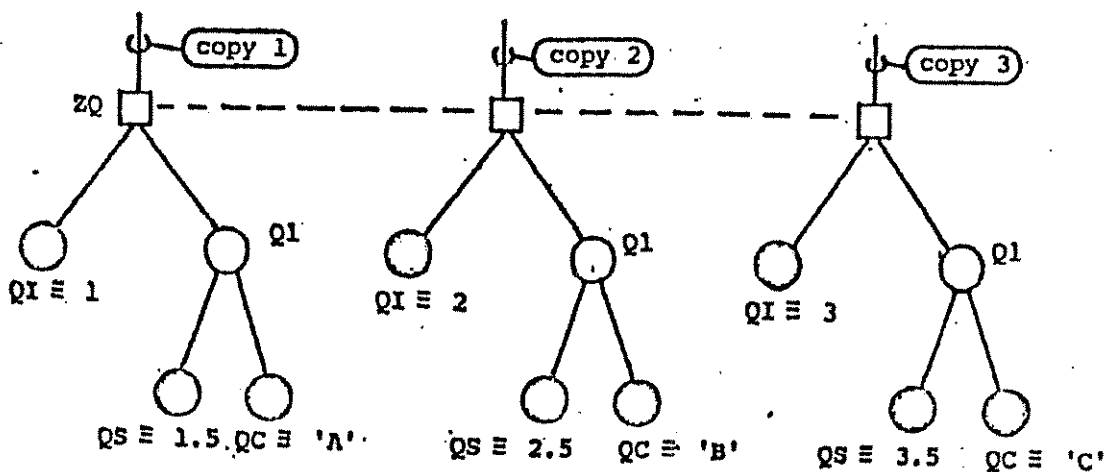 copy 1
copy 2
copy 3
ZQ
Q1
Q1
Q1
QI ≡ 1
QI ≡ 2
QI ≡ 3
QS ≡ 1.5 QC ≡ 'A'
QS ≡ 2.5 QC ≡ 'B'
QS ≡ 3.5 QC ≡ 'C'